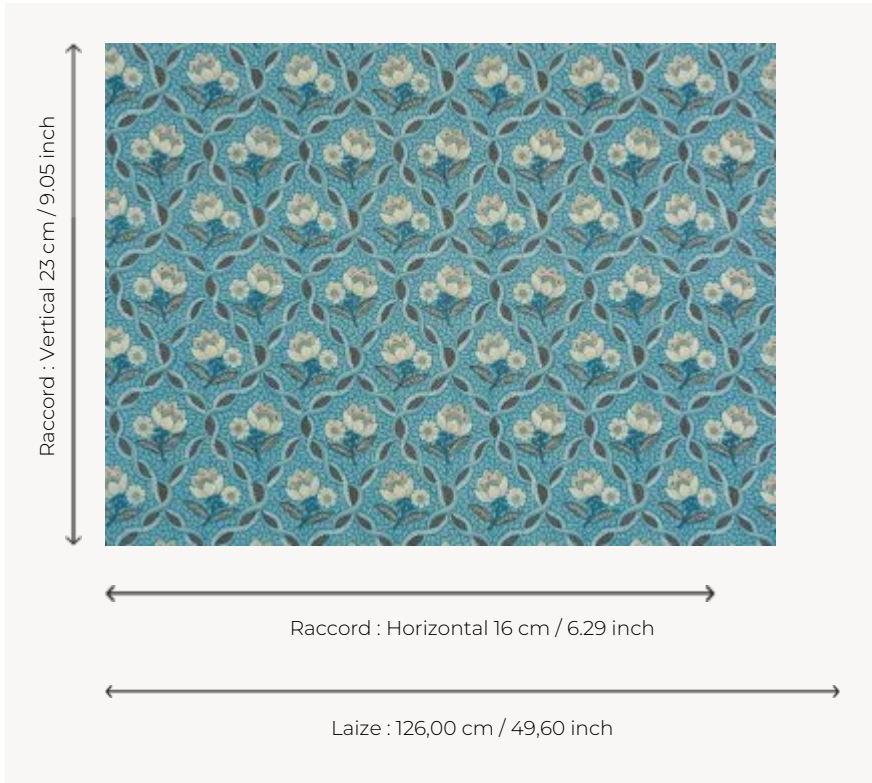 Raccord : Vertical 23 cm / 9.05 inch
Raccord : Horizontal 16 cm / 6.29 inch
Laize : 126,00 cm / 49,60 inch